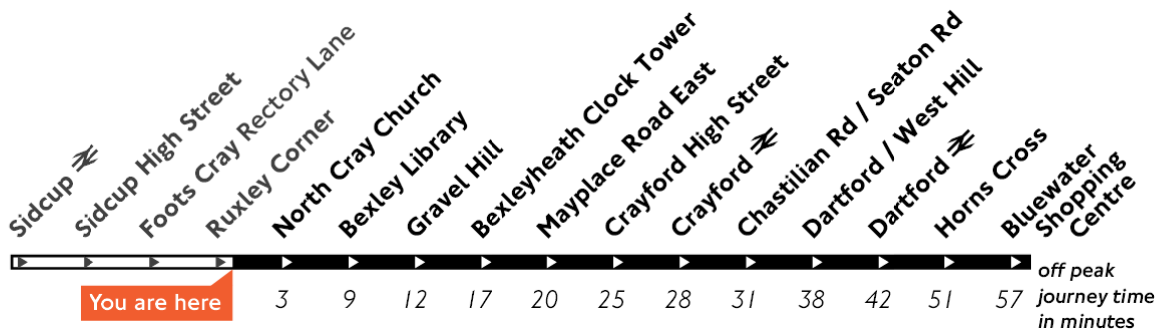 Sidcup
Sidcup High Street
Foots Cray Rectory Lane
Ruxley Corner
North Cray Church
Bexley Library
Gravel Hill
Bexleyheath Clock Tower
Mayplace Road East
Crayford High Street
Crayford
Chastilian Rd / Seaton Rd
Dartford / West Hill
Dartford
Horns Cross
Bluewater
Shopping
Centre
You are here
3 9 12 17 20 25 28 31 38 42 51 57
off peak
journey time
in minutes